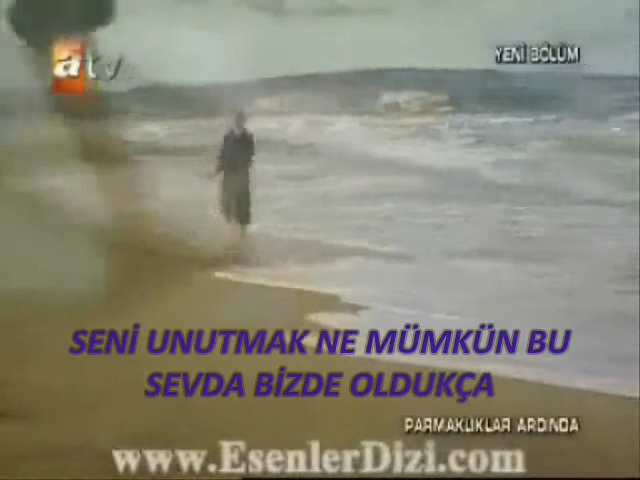 atv
YENİ BÖLÜM
SENİ UNUTMAK NE MÜMKÜN BU
SEVDA BİZDE OLDUKÇA
PARMAKLIKLAR ARDINDA
www.EsenlerDizi.com